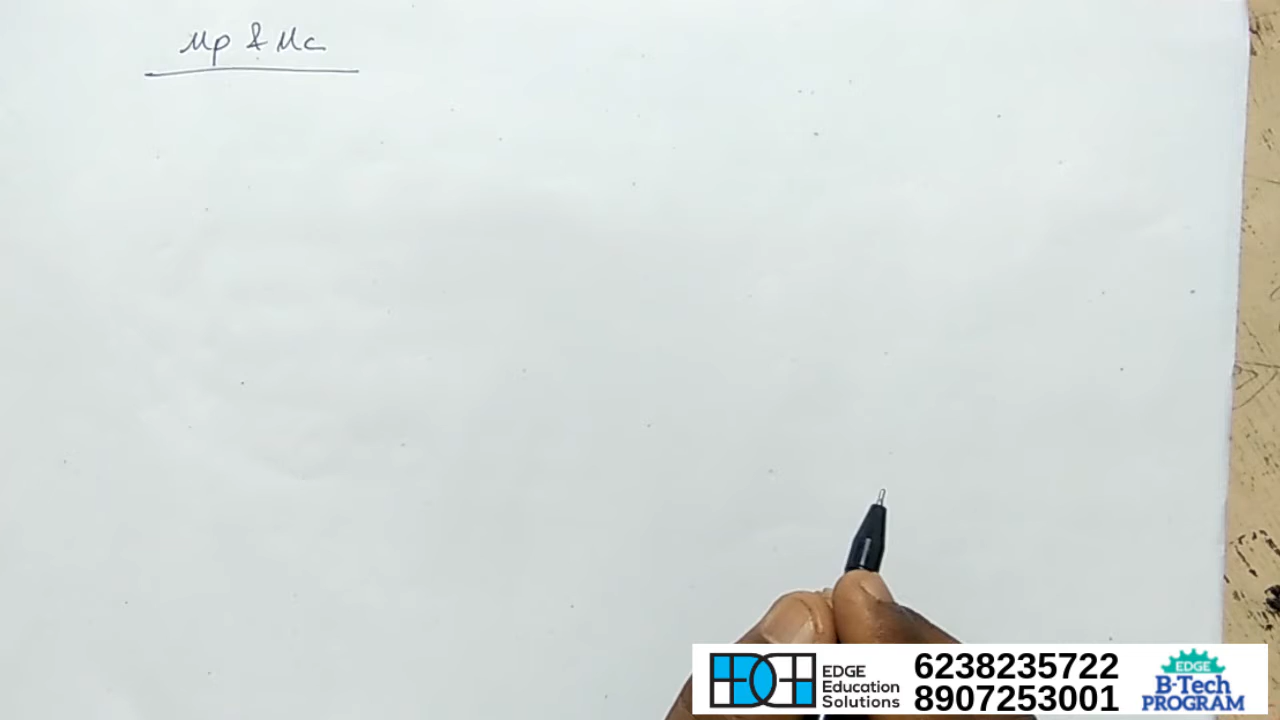 Mp & Mc
EDGE
Education
Solutions
6238235722
8907253001
EDGE
B-Tech
PROGRAM